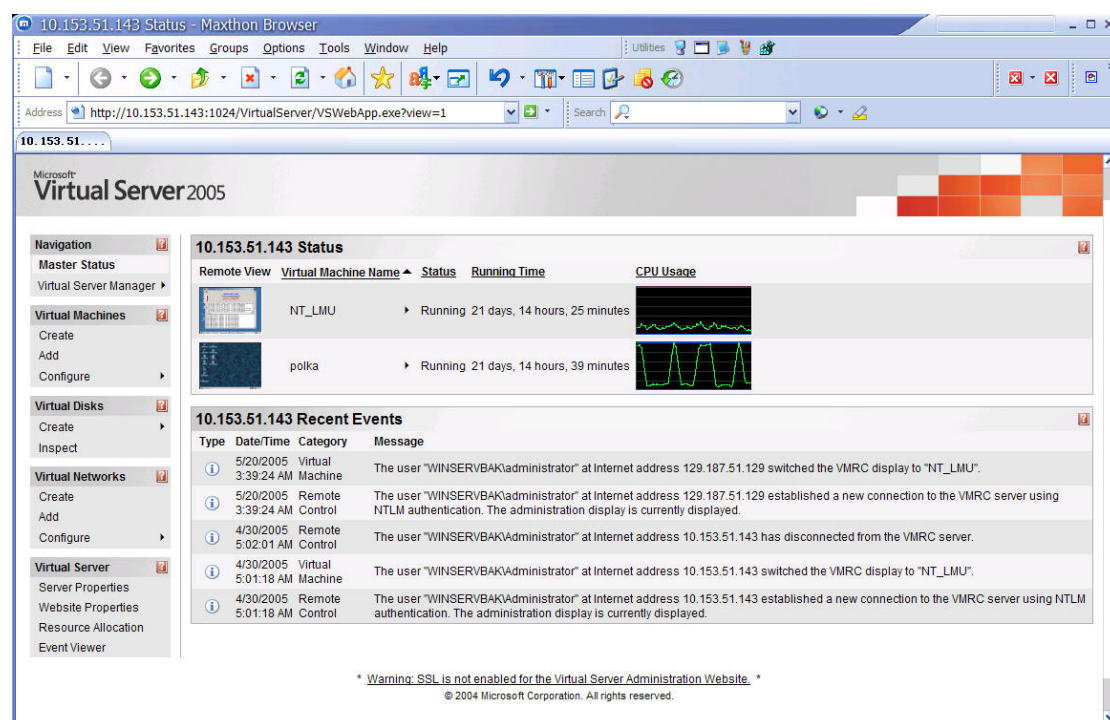 10.153.51.143 Status - Maxthon Browser
File Edit View Favorites Groups Options Tools Window Help Utilities
Address http://10.153.51.143:1024/VirtualServer/VSWebApp.exe?view=1 Search
10.153.51....
Microsoft
Virtual Server 2005
Navigation
Master Status
Virtual Server Manager
Virtual Machines
Create
Add
Configure
Virtual Disks
Create
Inspect
Virtual Networks
Create
Add
Configure
Virtual Server
Server Properties
Website Properties
Resource Allocation
Event Viewer
10.153.51.143 Status
Remote View Virtual Machine Name Status Running Time CPU Usage
NT_LMU Running 21 days, 14 hours, 25 minutes
polka Running 21 days, 14 hours, 39 minutes
10.153.51.143 Recent Events
Type Date/Time Category Message
5/20/2005 Virtual
3:39:24 AM Machine
The user "WINSERVBAK\administrator" at Internet address 129.187.51.129 switched the VMRC display to "NT_LMU".
5/20/2005 Remote
3:39:24 AM Control
The user "WINSERVBAK\administrator" at Internet address 129.187.51.129 established a new connection to the VMRC server using
NTLM authentication. The administration display is currently displayed.
4/30/2005 Remote
5:02:01 AM Control
The user "WINSERVBAK\administrator" at Internet address 10.153.51.143 has disconnected from the VMRC server.
4/30/2005 Virtual
5:01:18 AM Machine
The user "WINSERVBAK\administrator" at Internet address 10.153.51.143 switched the VMRC display to "NT_LMU".
4/30/2005 Remote
5:01:18 AM Control
The user "WINSERVBAK\administrator" at Internet address 10.153.51.143 established a new connection to the VMRC server using NTLM
authentication. The administration display is currently displayed.
* Warning: SSL is not enabled for the Virtual Server Administration Website. *
© 2004 Microsoft Corporation. All rights reserved.